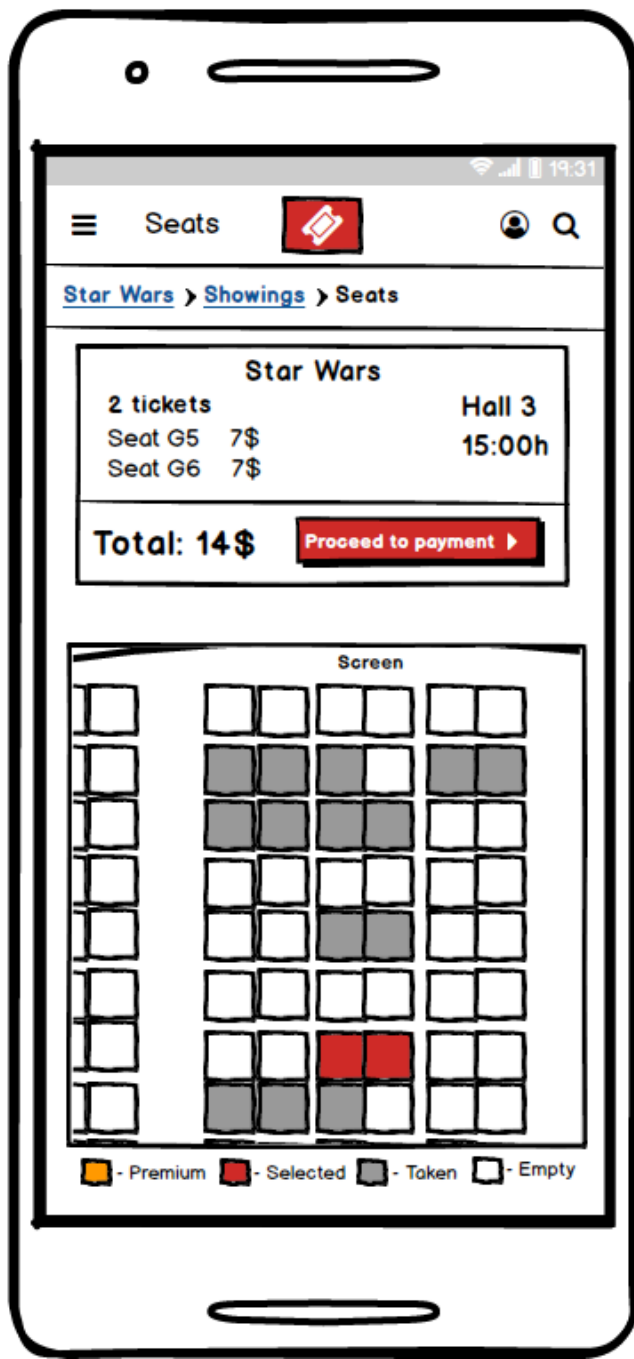 19:31
Seats
Star Wars > Showings > Seats
Star Wars
2 tickets Hall 3
Seat G5 7$ 15:00h
Seat G6 7$
Total: 14$ Proceed to payment
Screen
- Premium - Selected - Taken - Empty